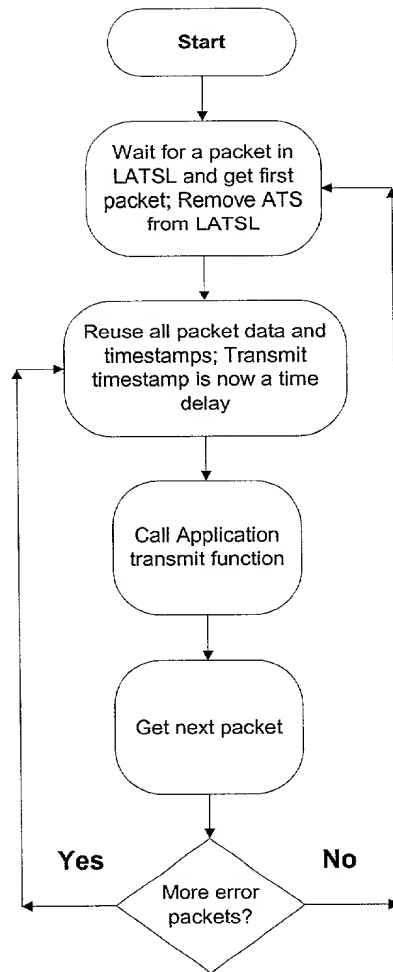 Start
Wait for a packet in
LATSL and get first
packet; Remove ATS
from LATSL
Reuse all packet data and
timestamps; Transmit
timestamp is now a time
delay
Call Application
transmit function
Get next packet
Yes
No
More error
packets?